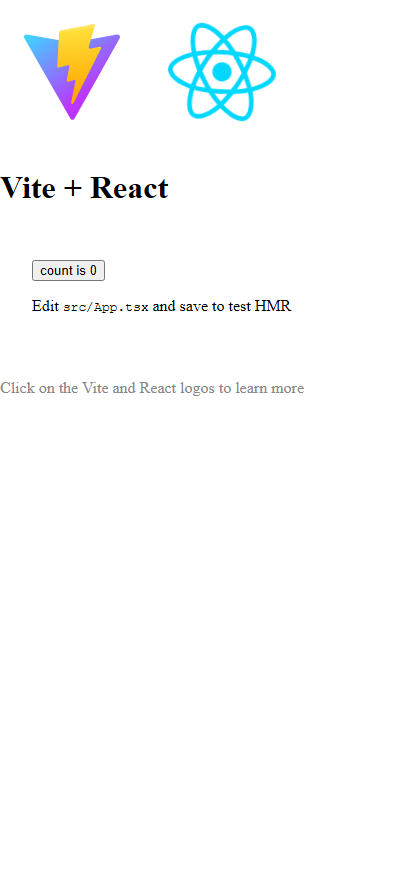 Vite + React
count is 0
Edit src/App.tsx and save to test HMR
Click on the Vite and React logos to learn more